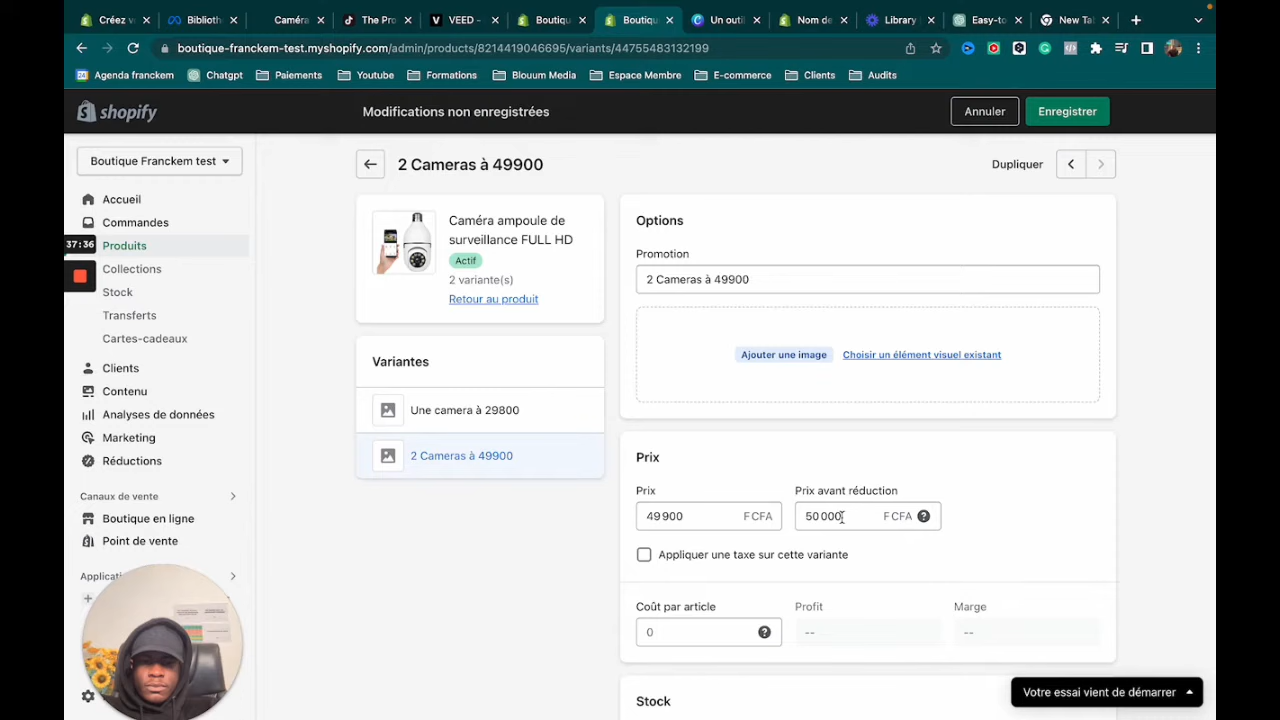 Créez v
Biblioth
Caméra
The Pro
VEED -
Boutiqu
Boutiqu
Un outil
Nom de
Library
Easy-to
New Tab
boutique-franckem-test.myshopify.com/admin/products/8214419046695/variants/44755483132199
Agenda franckem
Chatgpt
Paiements
Youtube
Formations
Blouum Media
Espace Membre
E-commerce
Clients
Audits
shopify
Modifications non enregistrées
Annuler
Enregistrer
Boutique Franckem test
2 Cameras à 49900
Dupliquer
Accueil
Commandes
37:36
Produits
Collections
Stock
Transferts
Cartes-cadeaux
Clients
Contenu
Analyses de données
Marketing
Réductions
Canaux de vente
Boutique en ligne
Point de vente
Applicati
Caméra ampoule de
surveillance FULL HD
Actif
2 variante(s)
Retour au produit
Variantes
Une camera à 29800
2 Cameras à 49900
Options
Promotion
2 Cameras à 49900
Ajouter une image
Choisir un élément visuel existant
Prix
Prix
Prix avant réduction
49 900 F CFA
50 000 F CFA
Appliquer une taxe sur cette variante
Coût par article
Profit
Marge
0
--
--
Stock
Votre essai vient de démarrer